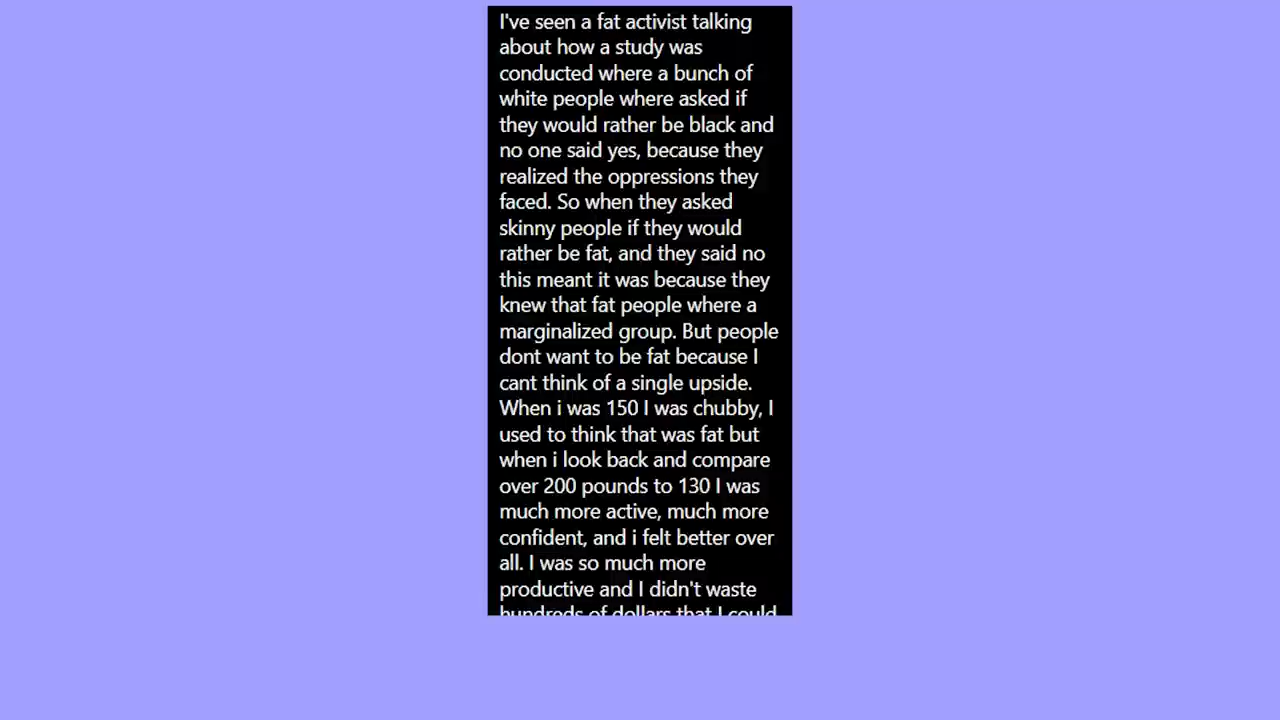 I've seen a fat activist talking
about how a study was
conducted where a bunch of
white people where asked if
they would rather be black and
no one said yes, because they
realized the oppressions they
faced. So when they asked
skinny people if they would
rather be fat, and they said no
this meant it was because they
knew that fat people where a
marginalized group. But people
dont want to be fat because I
cant think of a single upside.
When i was 150 I was chubby, I
used to think that was fat but
when i look back and compare
over 200 pounds to 130 I was
much more active, much more
confident, and i felt better over
all. I was so much more
productive and I didn't waste
hundreds of dollars that I could